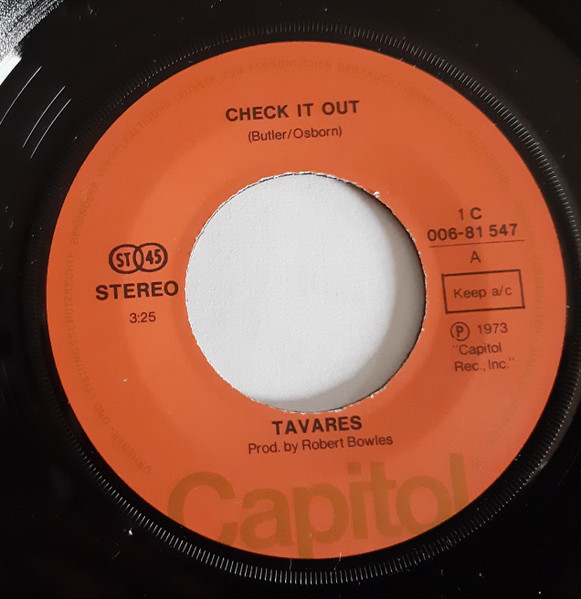 CHECK IT OUT
(Butler/Osborn)
1 C
006-81 547
A
Keep a/c
ST 45
STEREO
3:25
℗ 1973
"Capitol
Rec., Inc."
TAVARES
Prod. by Robert Bowles
Capitol